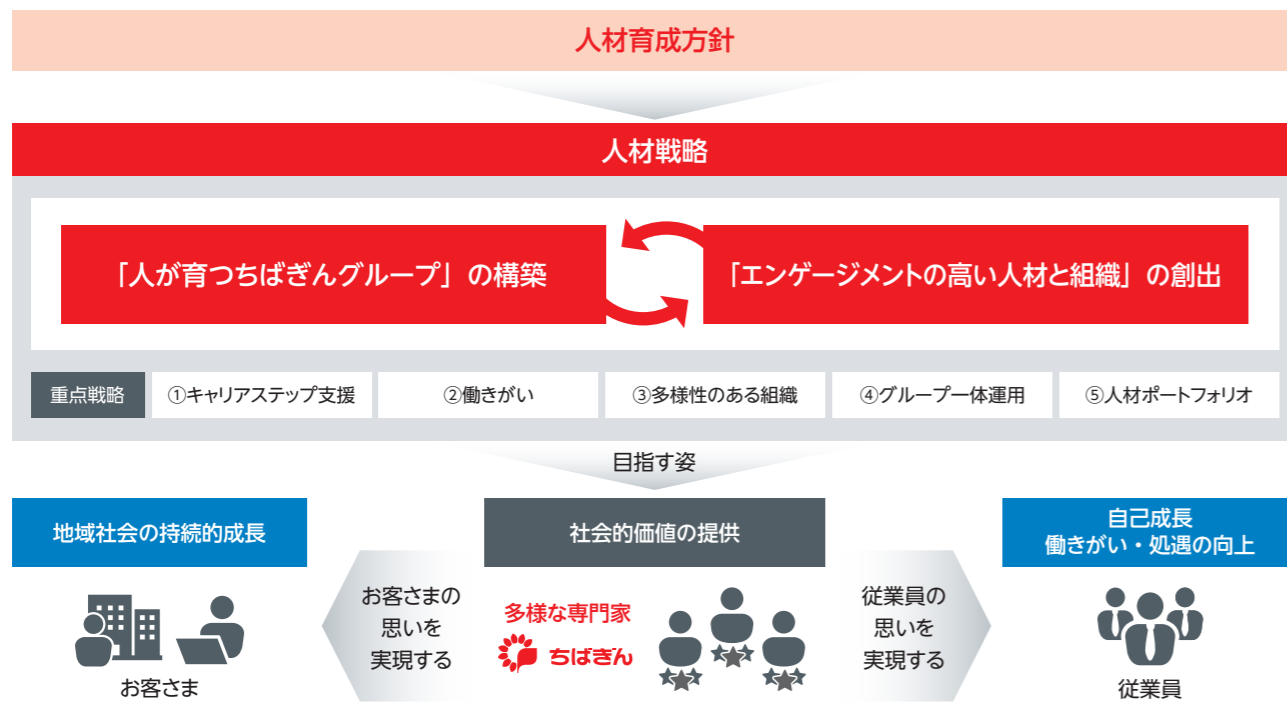 人材育成方針
人材戦略
「人が育つちばぎんグループ」の構築
「エンゲージメントの高い人材と組織」の創出
重点戦略
①キャリアステップ支援
②働きがい
③多様性のある組織
④グループ一体運用
⑤人材ポートフォリオ
目指す姿
地域社会の持続的成長
社会的価値の提供
自己成長
働きがい・処遇の向上
お客さまの
思いを
実現する
多様な専門家
ちばぎん
従業員の
思いを
実現する
お客さま
従業員